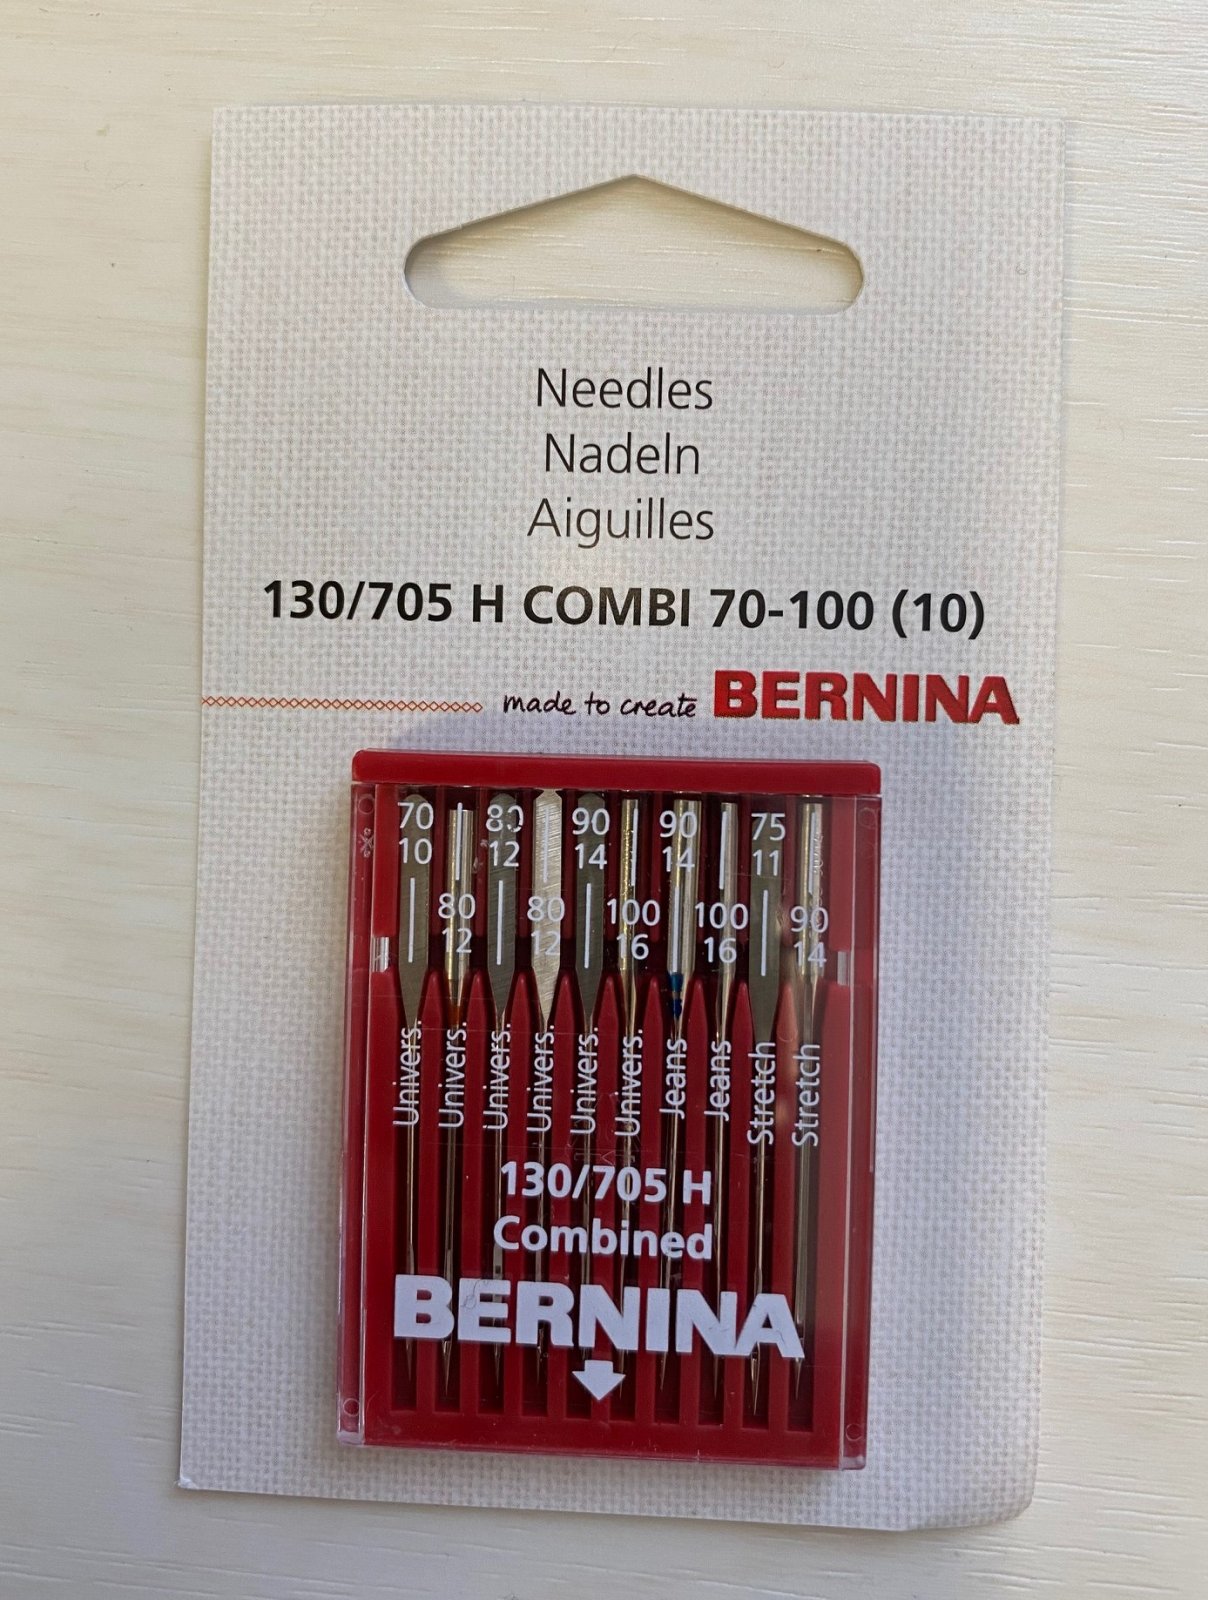 Needles
Nadeln
Aiguilles
130/705 H COMBI 70-100 (10)
made to create BERNINA
70 80 90 90 75
10 12 14 14 11
80 80 100 100 90
12 12 16 16 14
Univers. Univers. Univers. Univers. Univers. Univers. Jeans Jeans Stretch Stretch
130/705 H
Combined
BERNINA